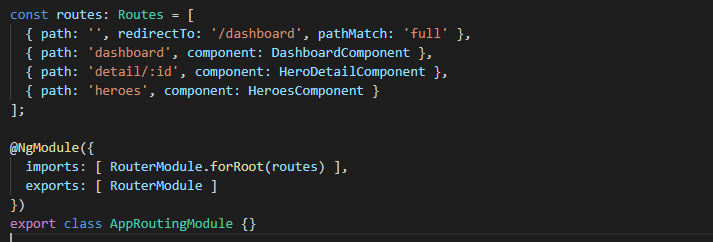 const routes: Routes = [
  { path: '', redirectTo: '/dashboard', pathMatch: 'full' },
  { path: 'dashboard', component: DashboardComponent },
  { path: 'detail/:id', component: HeroDetailComponent },
  { path: 'heroes', component: HeroesComponent }
];

@NgModule({
  imports: [ RouterModule.forRoot(routes) ],
  exports: [ RouterModule ]
})
export class AppRoutingModule {}